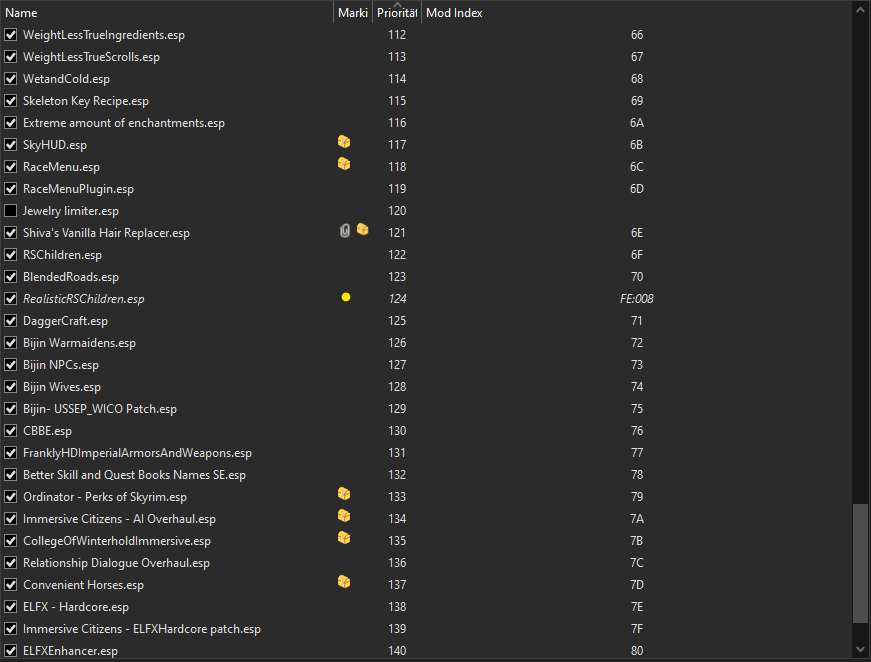 Name Marki Priorität Mod Index
WeightLessTrueIngredients.esp 112 66
WeightLessTrueScrolls.esp 113 67
WetandCold.esp 114 68
Skeleton Key Recipe.esp 115 69
Extreme amount of enchantments.esp 116 6A
SkyHUD.esp 117 6B
RaceMenu.esp 118 6C
RaceMenuPlugin.esp 119 6D
Jewelry limiter.esp 120
Shiva's Vanilla Hair Replacer.esp 121 6E
RSChildren.esp 122 6F
BlendedRoads.esp 123 70
RealisticRSChildren.esp 124 FE:008
DaggerCraft.esp 125 71
Bijin Warmaidens.esp 126 72
Bijin NPCs.esp 127 73
Bijin Wives.esp 128 74
Bijin- USSEP_WICO Patch.esp 129 75
CBBE.esp 130 76
FranklyHDImperialArmorsAndWeapons.esp 131 77
Better Skill and Quest Books Names SE.esp 132 78
Ordinator - Perks of Skyrim.esp 133 79
Immersive Citizens - AI Overhaul.esp 134 7A
CollegeOfWinterholdImmersive.esp 135 7B
Relationship Dialogue Overhaul.esp 136 7C
Convenient Horses.esp 137 7D
ELFX - Hardcore.esp 138 7E
Immersive Citizens - ELFXHardcore patch.esp 139 7F
ELFXEnhancer.esp 140 80